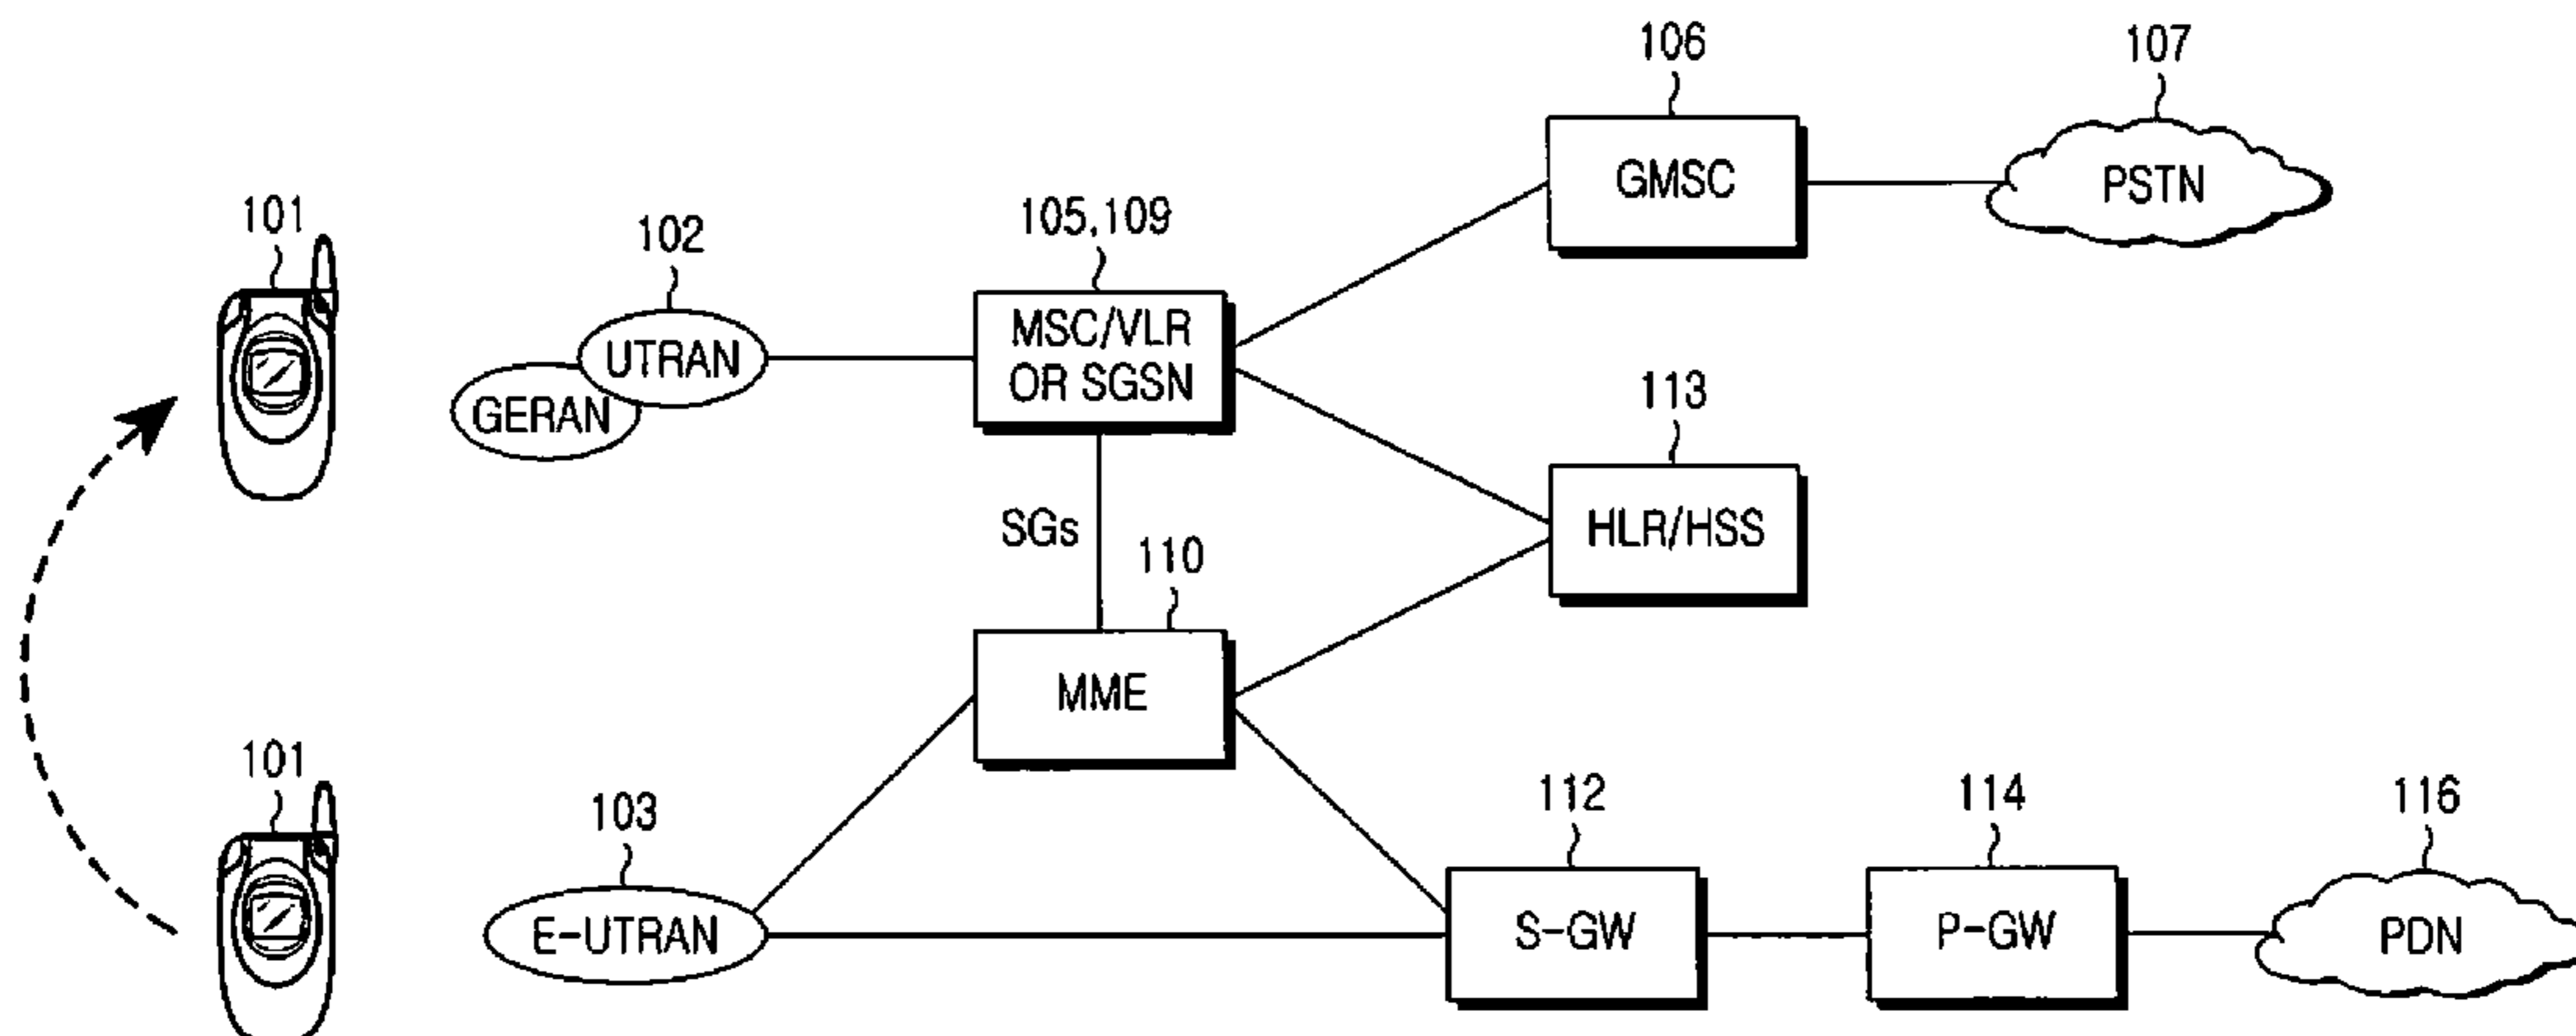 106
107
GMSC
PSTN
101
102
105,109
UTRAN
GERAN
MSC/VLR
OR SGSN
113
HLR/HSS
SGs
110
MME
101
103
E-UTRAN
112
S-GW
114
P-GW
116
PDN